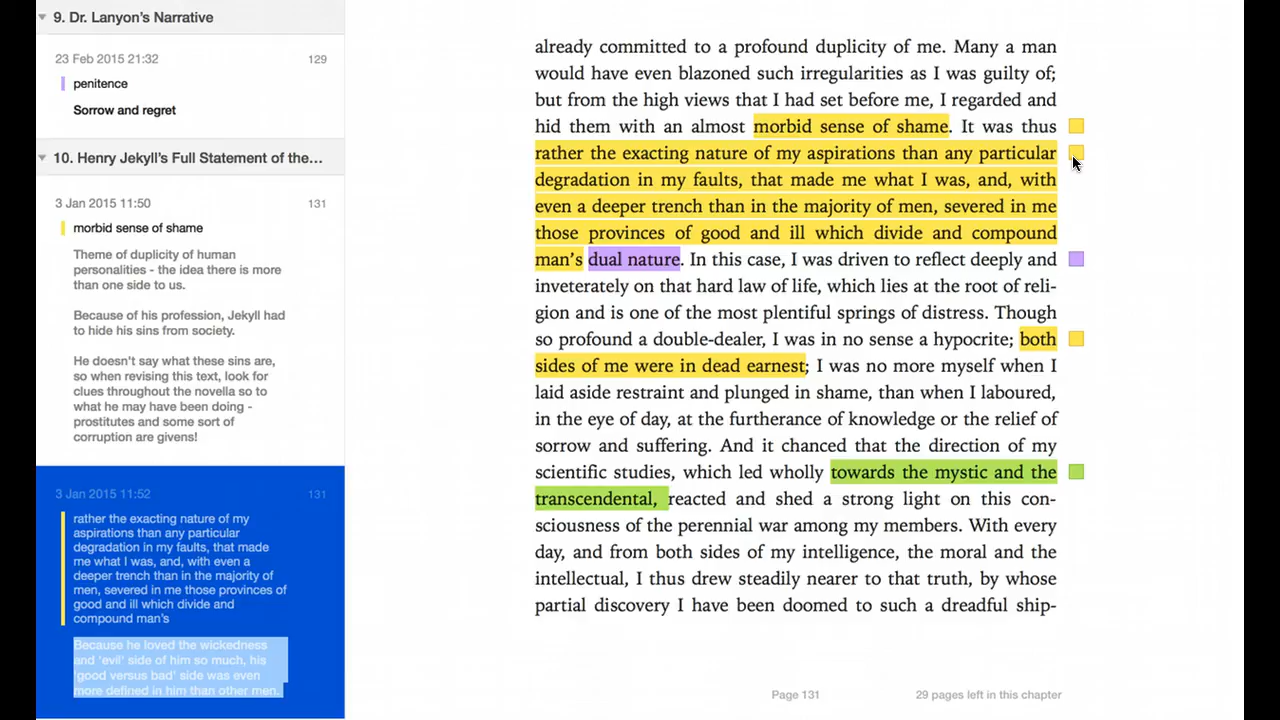 9. Dr. Lanyon’s Narrative
23 Feb 2015 21:32
129
penitence
Sorrow and regret
10. Henry Jekyll’s Full Statement of the...
3 Jan 2015 11:50
131
morbid sense of shame
Theme of duplicity of human
personalities - the idea there is more
than one side to us.
Because of his profession, Jekyll had
to hide his sins from society.
He doesn’t say what these sins are,
so when revising this text, look for
clues throughout the novella so to
what he may have been doing -
prostitutes and some sort of
corruption are givens!
3 Jan 2015 11:52
131
rather the exacting nature of my
aspirations than any particular
degradation in my faults, that made
me what I was, and, with even a
deeper trench than in the majority of
men, severed in me those provinces of
good and ill which divide and
compound man’s
Because he loved the wickedness
and ‘evil’ side of him so much, his
‘good versus bad’ side was even
more defined in him than other men.
already committed to a profound duplicity of me. Many a man
would have even blazoned such irregularities as I was guilty of;
but from the high views that I had set before me, I regarded and
hid them with an almost morbid sense of shame. It was thus
rather the exacting nature of my aspirations than any particular
degradation in my faults, that made me what I was, and, with
even a deeper trench than in the majority of men, severed in me
those provinces of good and ill which divide and compound
man’s dual nature. In this case, I was driven to reflect deeply and
inveterately on that hard law of life, which lies at the root of reli-
gion and is one of the most plentiful springs of distress. Though
so profound a double-dealer, I was in no sense a hypocrite; both
sides of me were in dead earnest; I was no more myself when I
laid aside restraint and plunged in shame, than when I laboured,
in the eye of day, at the furtherance of knowledge or the relief of
sorrow and suffering. And it chanced that the direction of my
scientific studies, which led wholly towards the mystic and the
transcendental, reacted and shed a strong light on this con-
sciousness of the perennial war among my members. With every
day, and from both sides of my intelligence, the moral and the
intellectual, I thus drew steadily nearer to that truth, by whose
partial discovery I have been doomed to such a dreadful ship-
Page 131
29 pages left in this chapter